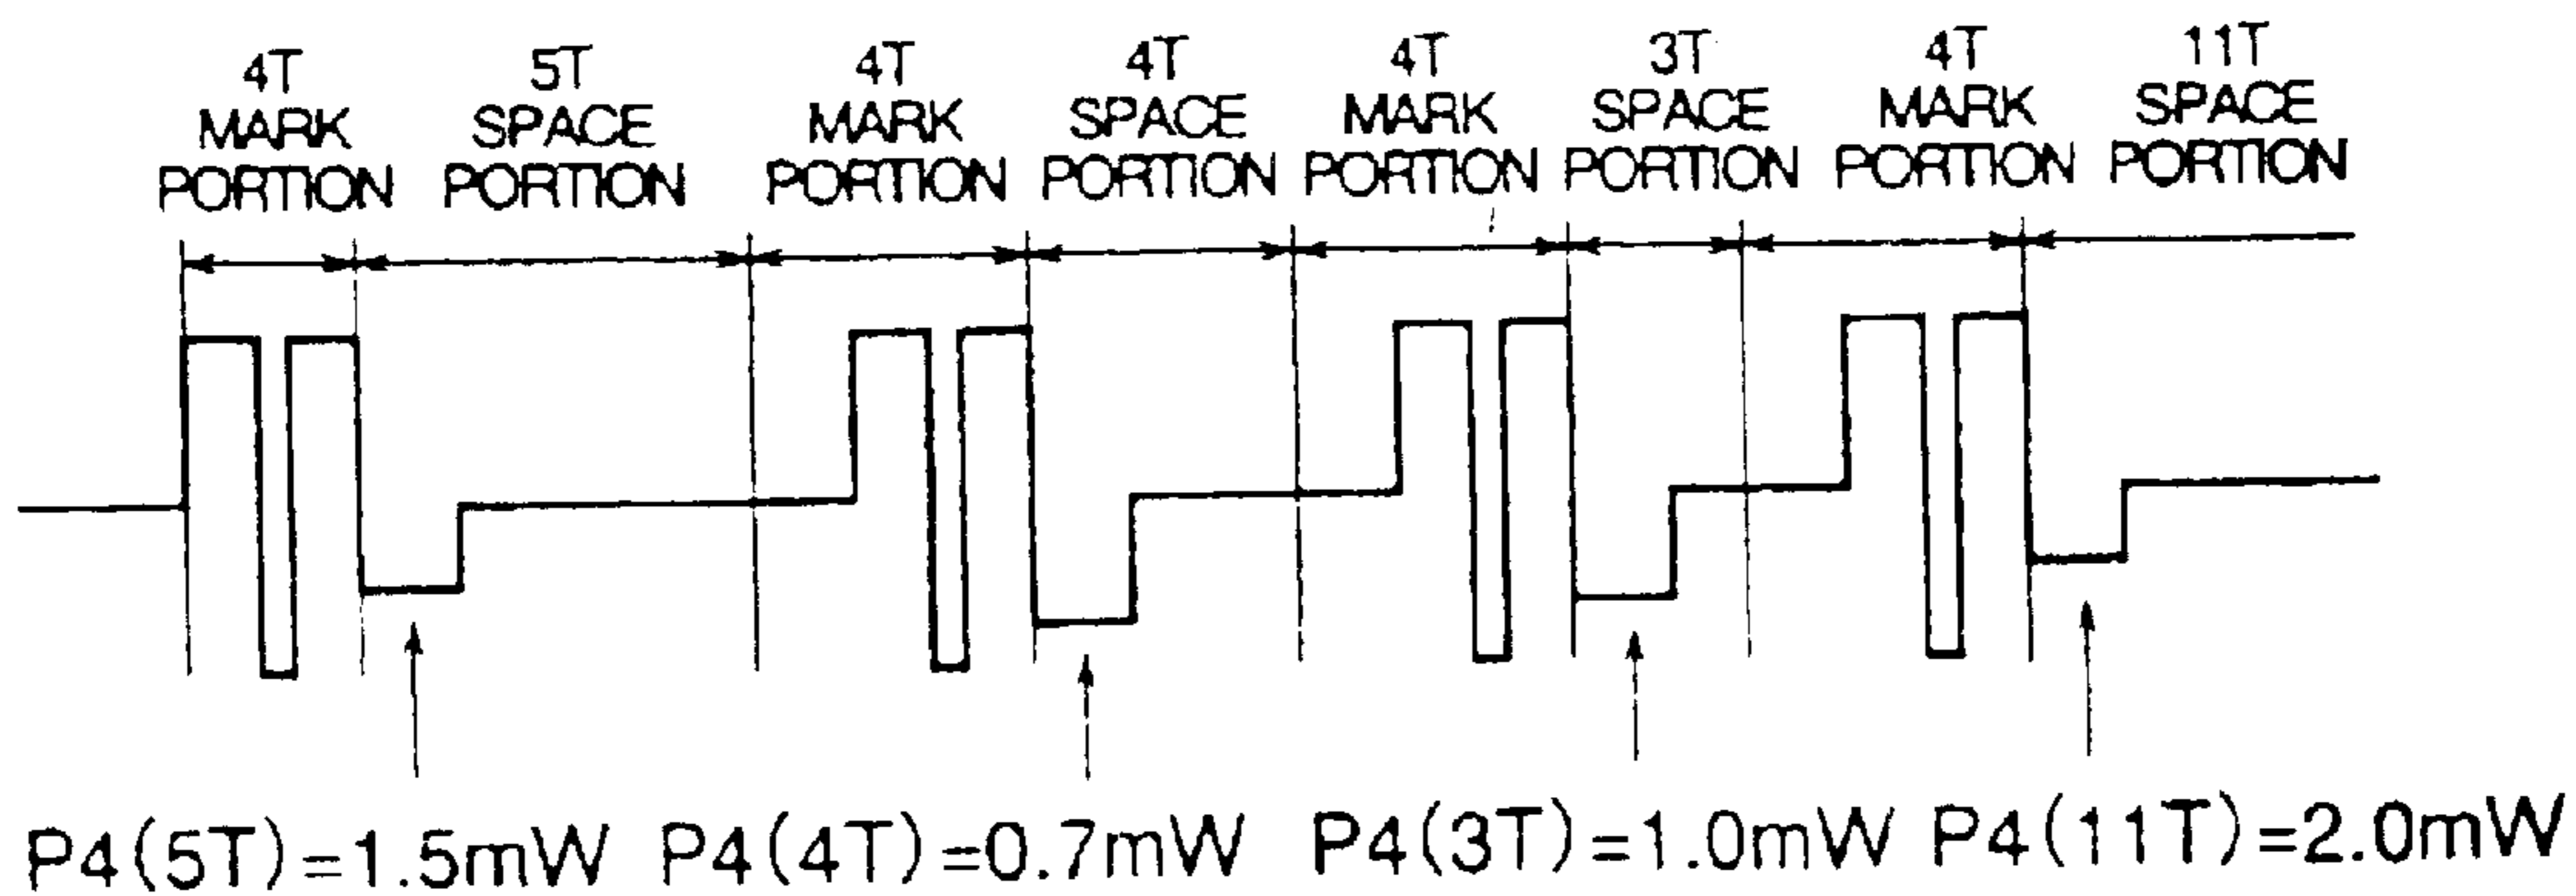 4T
MARK
PORTION
5T
SPACE
PORTION
4T
MARK
PORTION
4T
SPACE
PORTION
4T
MARK
PORTION
3T
SPACE
PORTION
4T
MARK
PORTION
11T
SPACE
PORTION
P4(5T)=1.5mW
P4(4T)=0.7mW
P4(3T)=1.0mW
P4(11T)=2.0mW